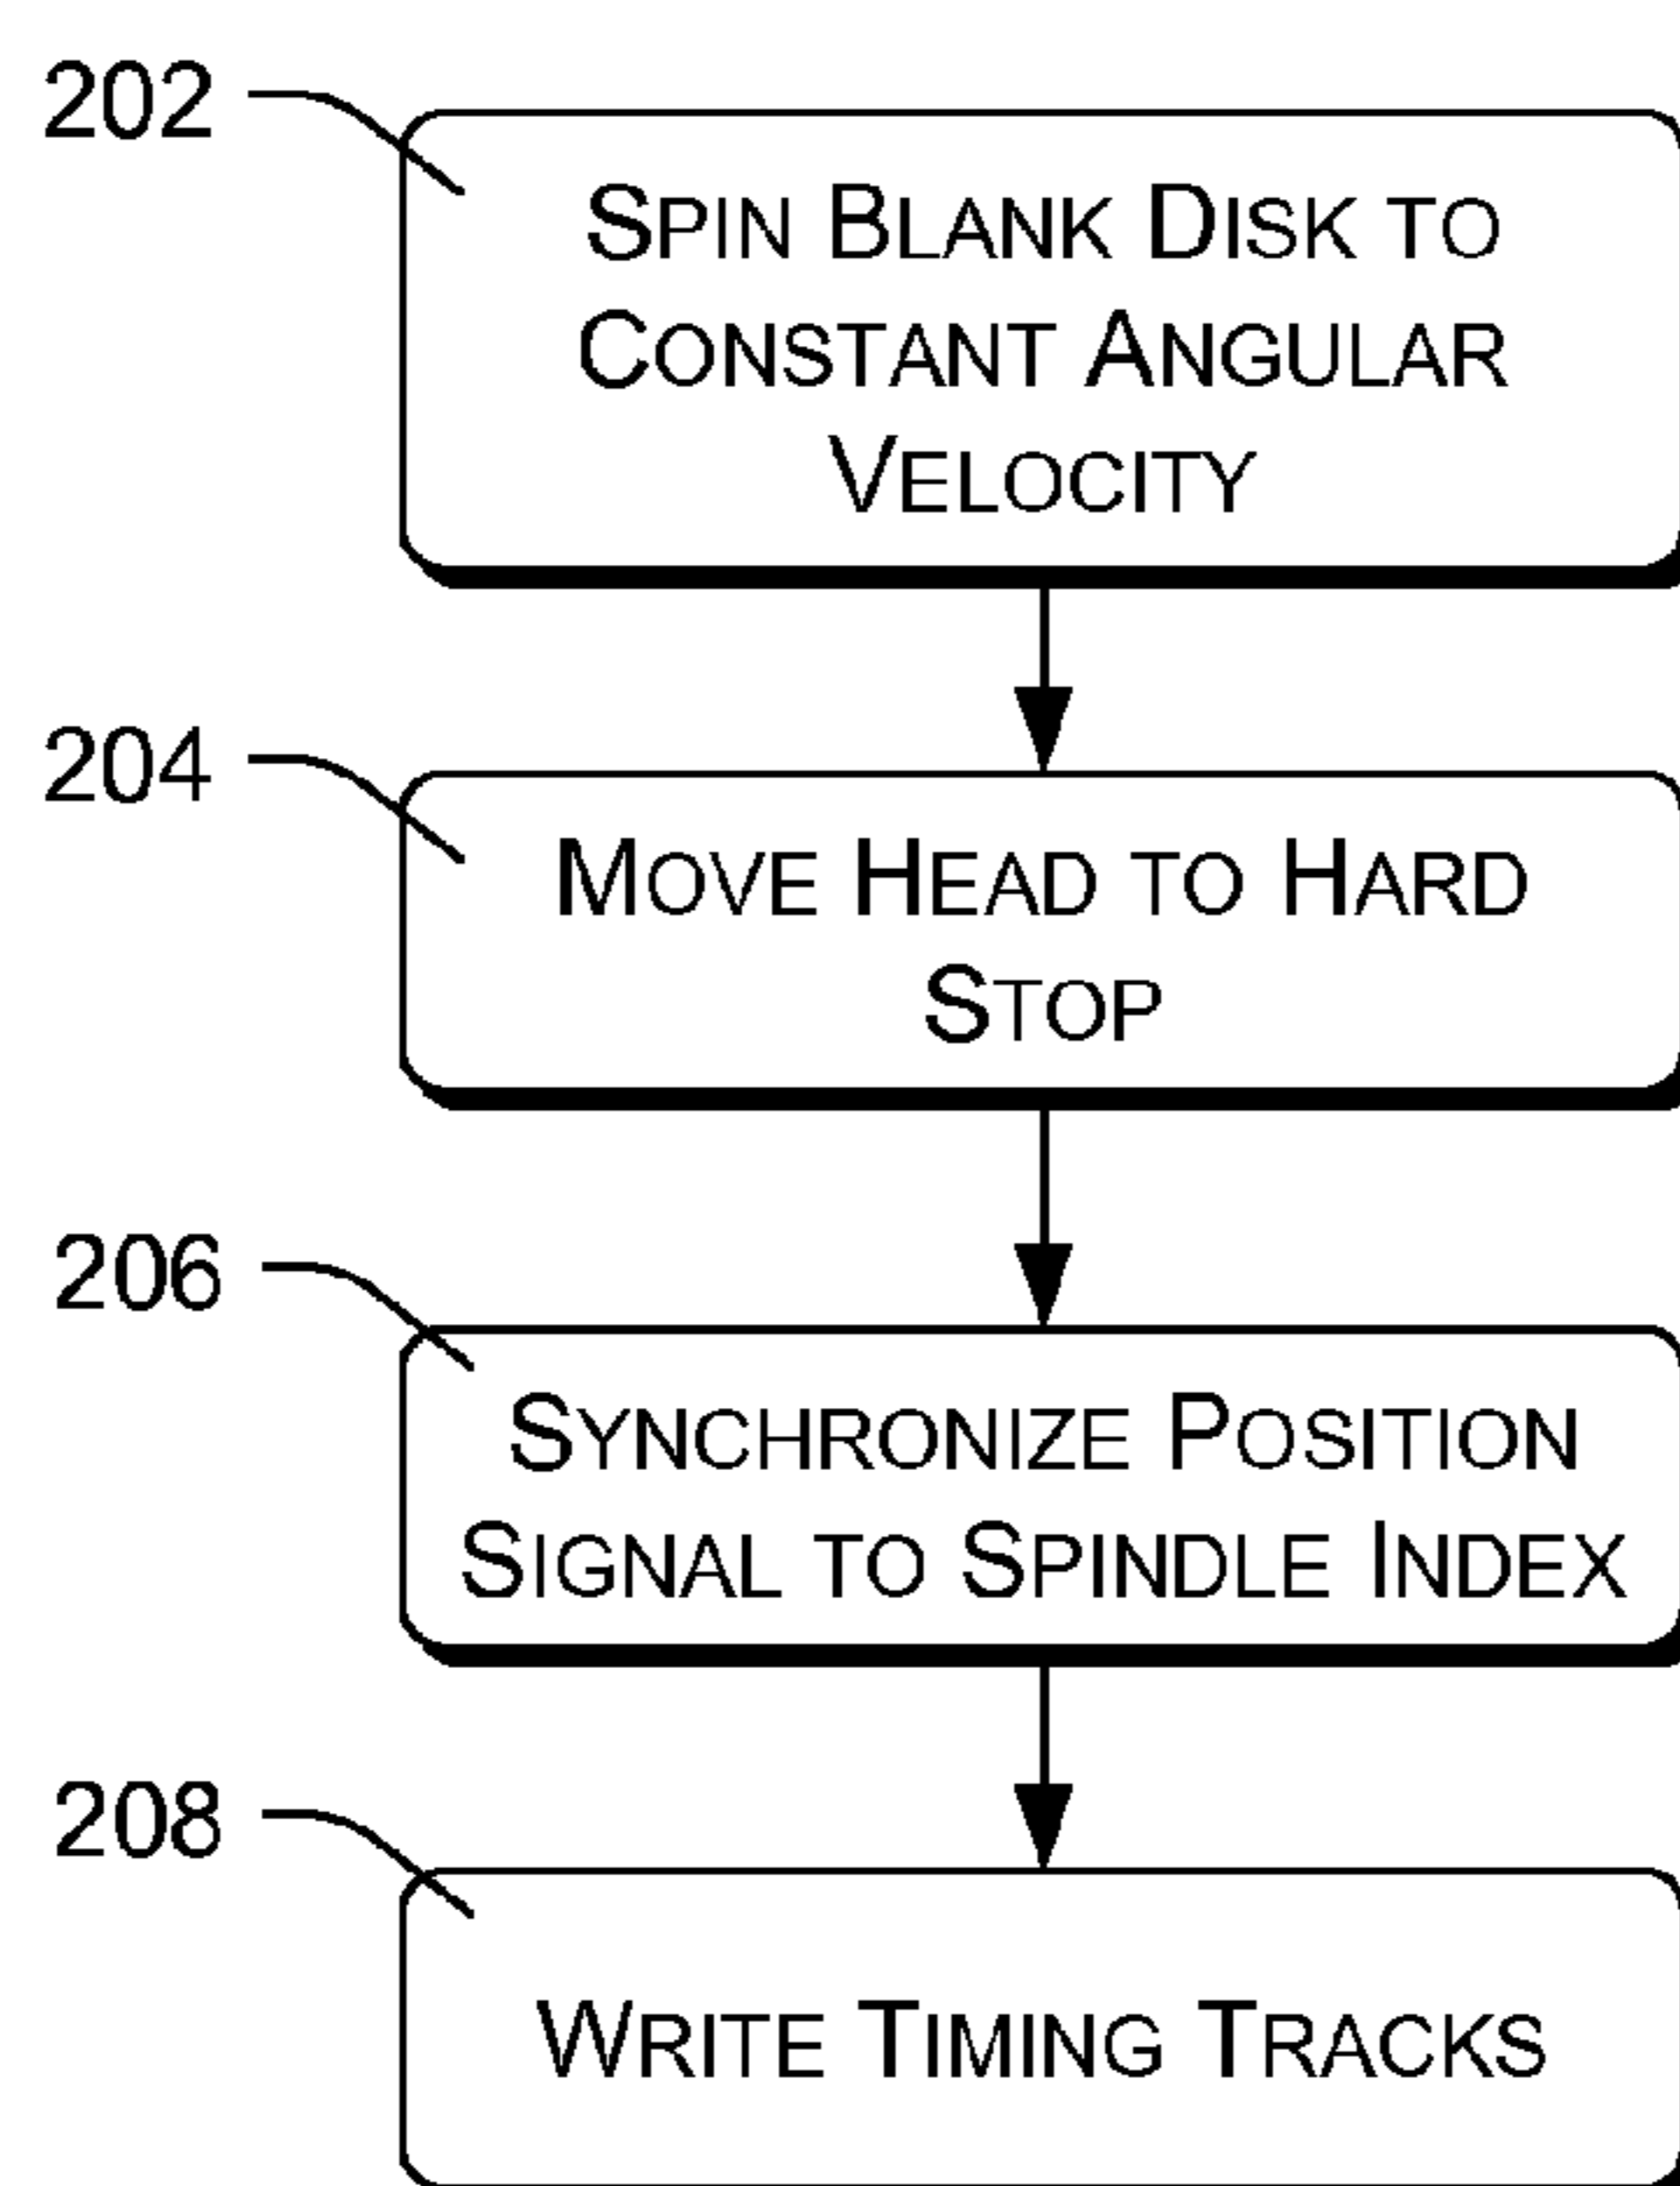 202
SPIN BLANK DISK TO
CONSTANT ANGULAR
VELOCITY
204
MOVE HEAD TO HARD
STOP
206
SYNCHRONIZE POSITION
SIGNAL TO SPINDLE INDEX
208
WRITE TIMING TRACKS